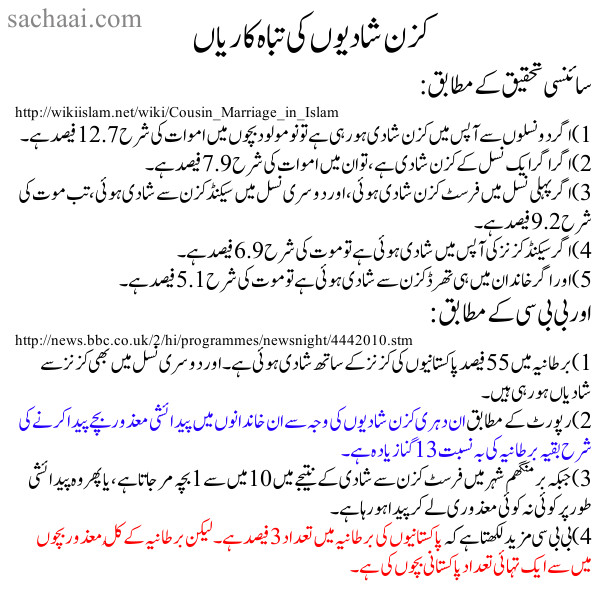 sachaai.com
کزن شادیوں کی تباہ کاریاں
سائنسی تحقیق کے مطابق:
http://wikiislam.net/wiki/Cousin_Marriage_in_Islam
1)اگر دو نسلوں سے آپس میں کزن شادی ہو رہی ہے تو نومولود بچوں میں اموات کی شرح 12.7 فیصد ہے۔
2)اگر اگر ایک نسل کے کزن شادی ہے، تو ان میں اموات کی شرح 7.9 فیصد ہے۔
3)اگر پہلی نسل میں فرسٹ کزن شادی ہوئی، اور دوسری نسل میں سیکنڈ کزن سے شادی ہوئی، تب موت کی
شرح 9.2 فیصد ہے۔
4)اگر سیکنڈ کزنز کی آپس میں شادی ہوئی ہے تو موت کی شرح 6.9 فیصد ہے۔
5)اور اگر خاندان میں ہی تھرڈ کزن سے شادی ہوئی ہے تو موت کی شرح 5.1 فیصد ہے۔
اور بی بی سی کے مطابق:
http://news.bbc.co.uk/2/hi/programmes/newsnight/4442010.stm
1)برطانیہ میں 55 فیصد پاکستانیوں کی کزنز کے ساتھ شادی ہوئی ہے۔ اور دوسری نسل میں بھی کزنز سے
شادیاں ہو رہی ہیں۔
2)رپورٹ کے مطابق ان دہری کزن شادیوں کی وجہ سے ان خاندانوں میں پیدائشی معذور بچے پیدا کرنے کی
شرح بقیہ برطانیہ کی بہ نسبت 13 گنا زیادہ ہے۔
3)جبکہ برمنگھم شہر میں فرسٹ کزن سے شادی کے نتیجے میں 10 میں سے 1 بچہ مر جاتا ہے، یا پھر وہ پیدائشی
طور پر کوئی نہ کوئی معذوری لے کر پیدا ہو رہا ہے۔
4)بی بی سی مزید لکھتا ہے کہ پاکستانیوں کی برطانیہ میں تعداد 3 فیصد ہے۔ لیکن برطانیہ کے کل معذور بچوں
میں سے ایک تہائی تعداد پاکستانی بچوں کی ہے۔